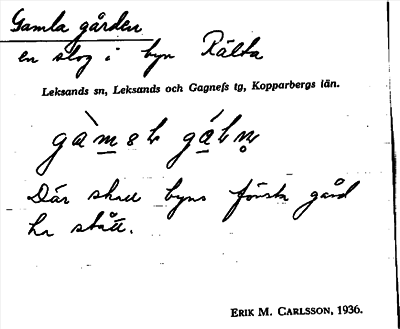 Gamla gården
en slog i byn Rälta
Leksands sn, Leksands och Gagnefs tg, Kopparbergs län.
Där skall byns första gård
ha stått.
ERIK M. CARLSSON, 1936.